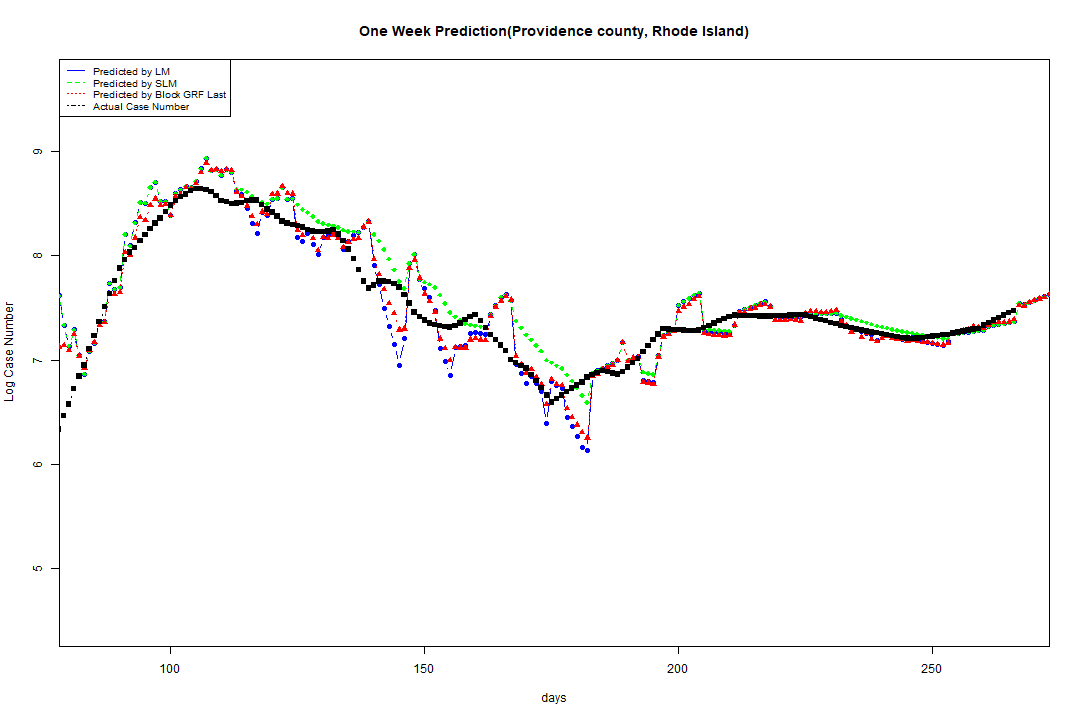 One Week Prediction(Providence county, Rhode Island)
Predicted by LM
Predicted by SLM
Predicted by Block GRF Last
Actual Case Number
9
8
7
6
5
Log Case Number
100 150 200 250
days